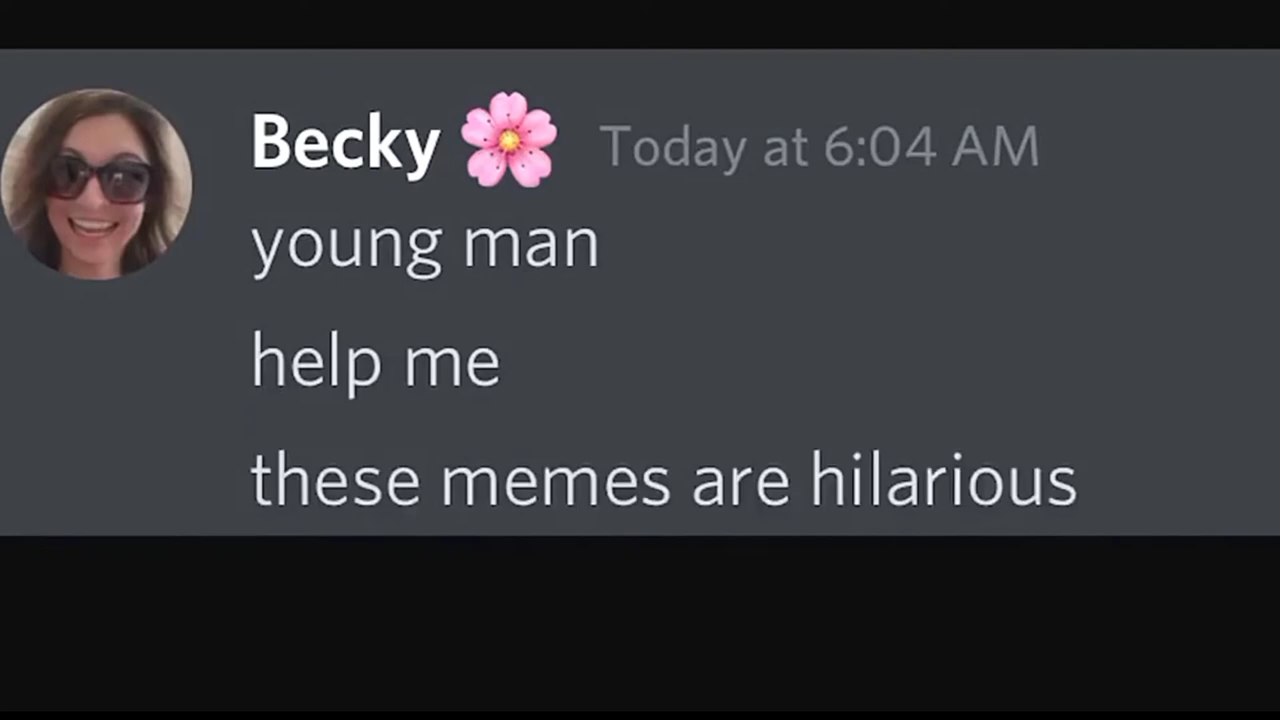 Becky 🌸 Today at 6:04 AM
young man
help me
these memes are hilarious